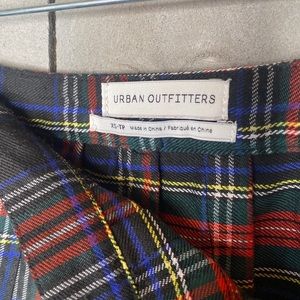 URBAN OUTFITTERS
XS-TP Made in China / Fabriqué en Chine